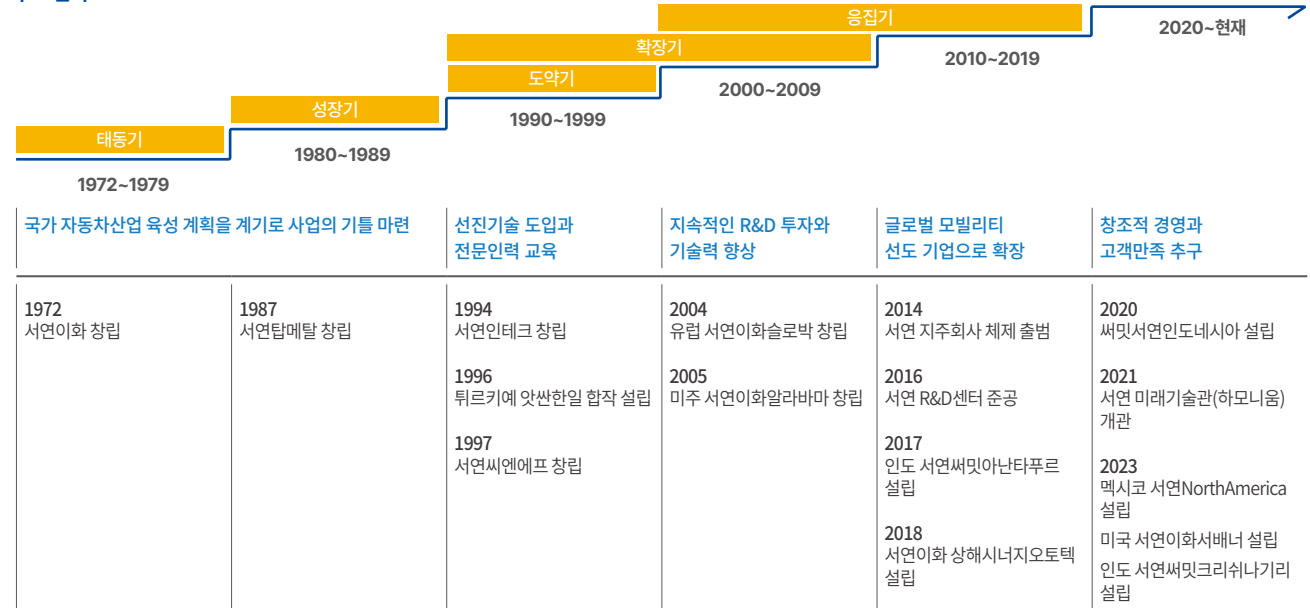 응집기
2020~현재
확장기
2010~2019
도약기
2000~2009
성장기
1990~1999
태동기
1980~1989
1972~1979
국가 자동차산업 육성 계획을 계기로 사업의 기틀 마련
선진기술 도입과
전문인력 교육
지속적인 R&D 투자와
기술력 향상
글로벌 모빌리티
선도 기업으로 확장
창조적 경영과
고객만족 추구
1972
서연이화 창립
1987
서연탑메탈 창립
1994
서연인테크 창립
1996
튀르키예 앗싼한일 합작 설립
1997
서연씨엔에프 창립
2004
유럽 서연이화슬로박 창립
2005
미주 서연이화알라바마 창립
2014
서연 지주회사 체제 출범
2016
서연 R&D센터 준공
2017
인도 서연써밋아난타푸르
설립
2018
서연이화 상해시너지오토텍
설립
2020
써밋서연인도네시아 설립
2021
서연 미래기술관(하모니움)
개관
2023
멕시코 서연NorthAmerica
설립
미국 서연이화서배너 설립
인도 서연써밋크리쉬나기리
설립